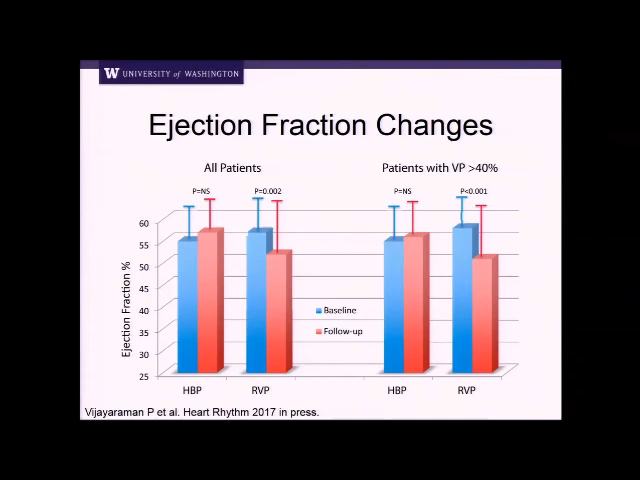 W UNIVERSITY of WASHINGTON
Ejection Fraction Changes
All Patients
Patients with VP >40%
P=NS
P=0.002
P=NS
P<0.001
Ejection Fraction %
60
55
50
45
40
35
30
25
Baseline
Follow-up
HBP
RVP
HBP
RVP
Vijayaraman P et al. Heart Rhythm 2017 in press.